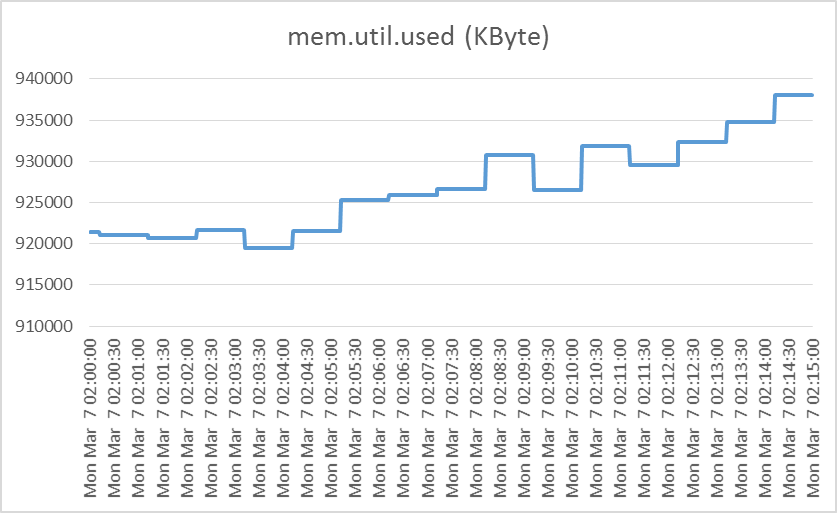 mem.util.used (KByte)
940000
935000
930000
925000
920000
915000
910000
Mon Mar  7 02:00:00
Mon Mar  7 02:00:30
Mon Mar  7 02:01:00
Mon Mar  7 02:01:30
Mon Mar  7 02:02:00
Mon Mar  7 02:02:30
Mon Mar  7 02:03:00
Mon Mar  7 02:03:30
Mon Mar  7 02:04:00
Mon Mar  7 02:04:30
Mon Mar  7 02:05:00
Mon Mar  7 02:05:30
Mon Mar  7 02:06:00
Mon Mar  7 02:06:30
Mon Mar  7 02:07:00
Mon Mar  7 02:07:30
Mon Mar  7 02:08:00
Mon Mar  7 02:08:30
Mon Mar  7 02:09:00
Mon Mar  7 02:09:30
Mon Mar  7 02:10:00
Mon Mar  7 02:10:30
Mon Mar  7 02:11:00
Mon Mar  7 02:11:30
Mon Mar  7 02:12:00
Mon Mar  7 02:12:30
Mon Mar  7 02:13:00
Mon Mar  7 02:13:30
Mon Mar  7 02:14:00
Mon Mar  7 02:14:30
Mon Mar  7 02:15:00